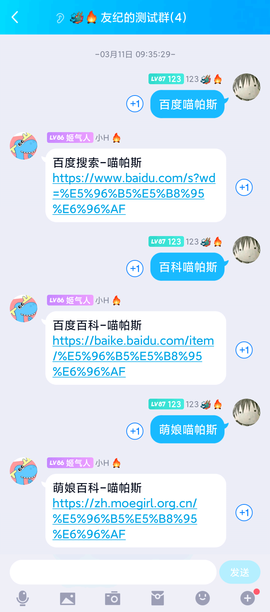 友纪的测试群(4)
-03月11日 09:35:29-
LV87 123 123
+1
百度喵帕斯
LV86 姬气人 小H
百度搜索-喵帕斯
https://www.baidu.com/s?wd
=%E5%96%B5%E5%B8%95
%E6%96%AF
+1
LV87 123 123
+1
百科喵帕斯
LV86 姬气人 小H
百度百科-喵帕斯
https://baike.baidu.com/item
/%E5%96%B5%E5%B8%95
%E6%96%AF
+1
LV87 123 123
+1
萌娘喵帕斯
LV86 姬气人 小H
萌娘百科-喵帕斯
https://zh.moegirl.org.cn/
%E5%96%B5%E5%B8%95
%E6%96%AF
+1
发送